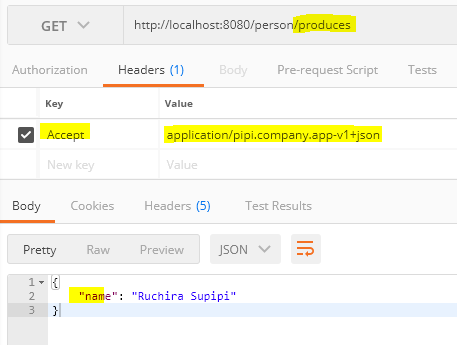 GET http://localhost:8080/person/produces
Authorization Headers (1) Body Pre-request Script Tests
Key Value
Accept application/pipi.company.app-v1+json
New key Value
Body Cookies Headers (5) Test Results
Pretty Raw Preview JSON
1 {
2 "name": "Ruchira Supipi"
3 }